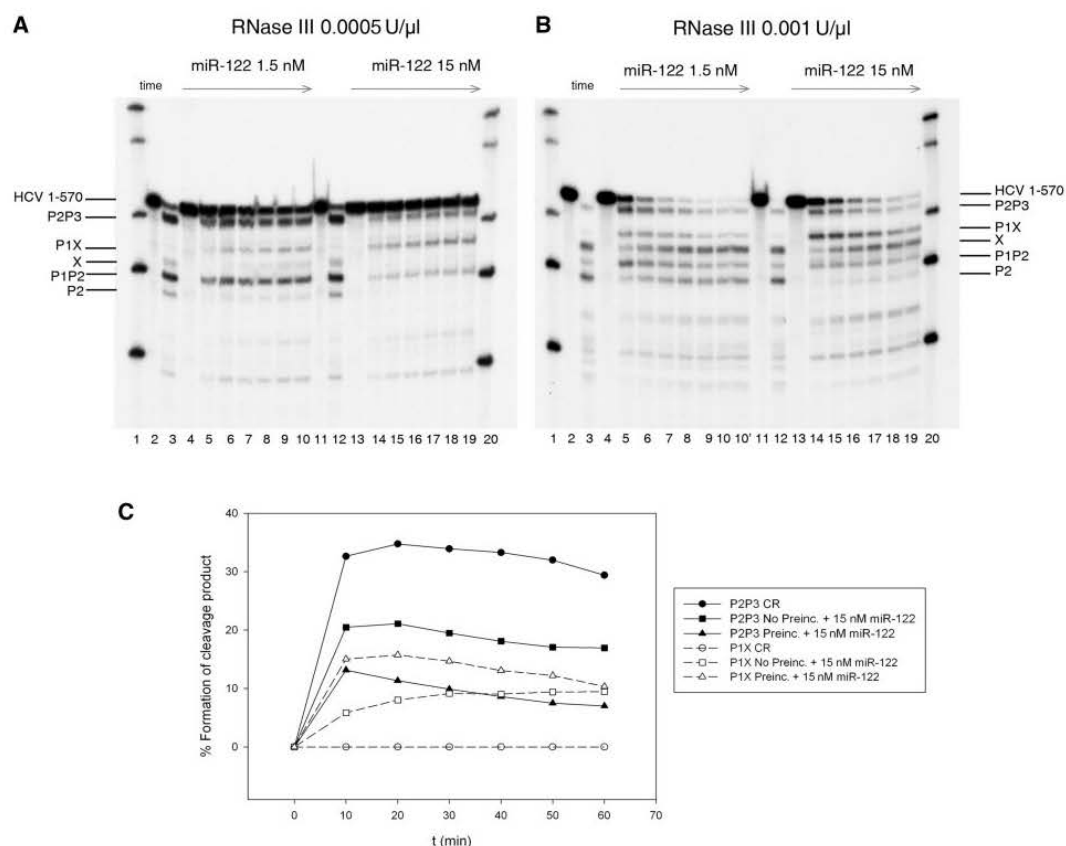 A
RNase III 0.0005 U/µl
miR-122 1.5 nM
miR-122 15 nM
time
HCV 1-570
P2P3
P1X
X
P1P2
P2
1 2 3 4 5 6 7 8 9 10 11 12 13 14 15 16 17 18 19 20
B
RNase III 0.001 U/µl
miR-122 1.5 nM
miR-122 15 nM
time
HCV 1-570
P2P3
P1X
X
P1P2
P2
1 2 3 4 5 6 7 8 9 10 10' 11 12 13 14 15 16 17 18 19 20
C
% Formation of cleavage product
40
30
20
10
0
0 10 20 30 40 50 60 70
t (min)
P2P3 CR
P2P3 No Preinc. + 15 nM miR-122
P2P3 Preinc. + 15 nM miR-122
P1X CR
P1X No Preinc. + 15 nM miR-122
P1X Preinc. + 15 nM miR-122